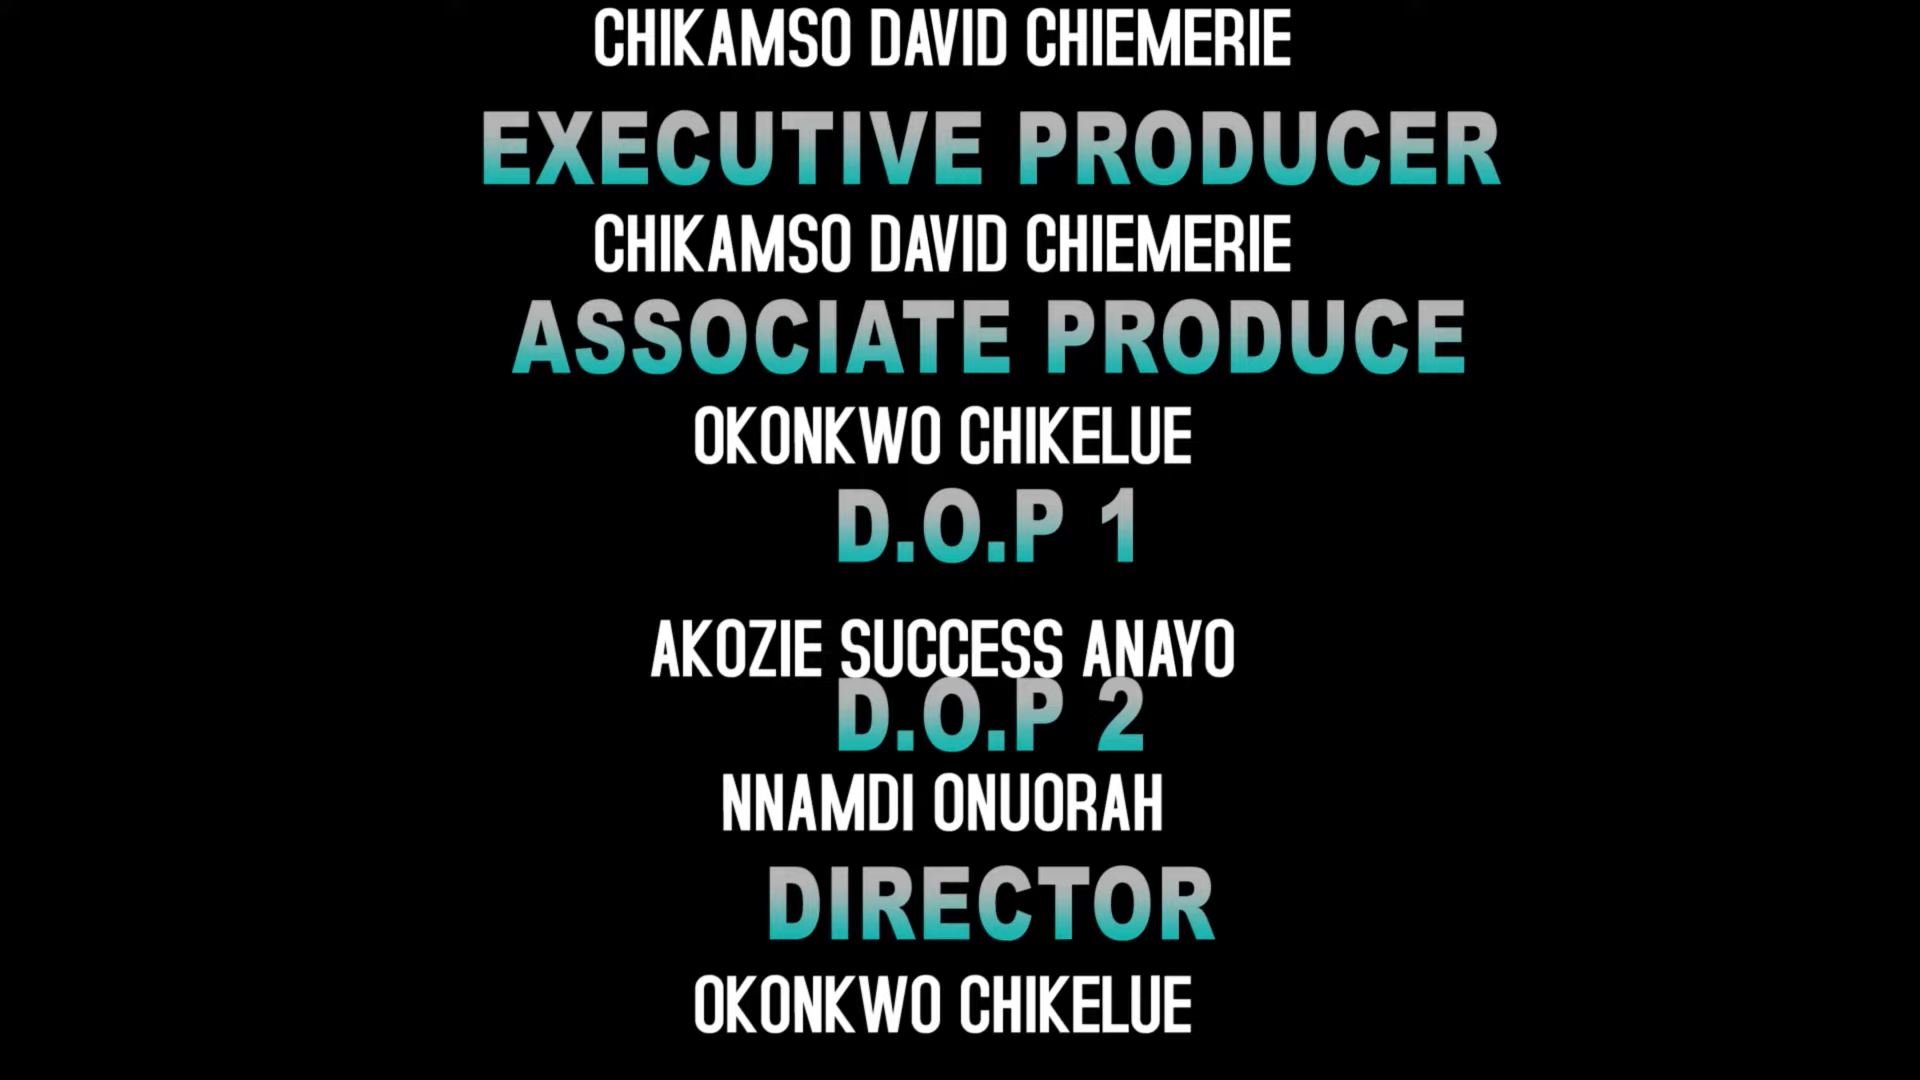 CHIKAMSO DAVID CHIEMERIE
EXECUTIVE PRODUCER
CHIKAMSO DAVID CHIEMERIE
ASSOCIATE PRODUCE
OKONKWO CHIKELUE
D.O.P 1
AKOZIE SUCCESS ANAYO
D.O.P 2
NNAMDI ONUORAH
DIRECTOR
OKONKWO CHIKELUE